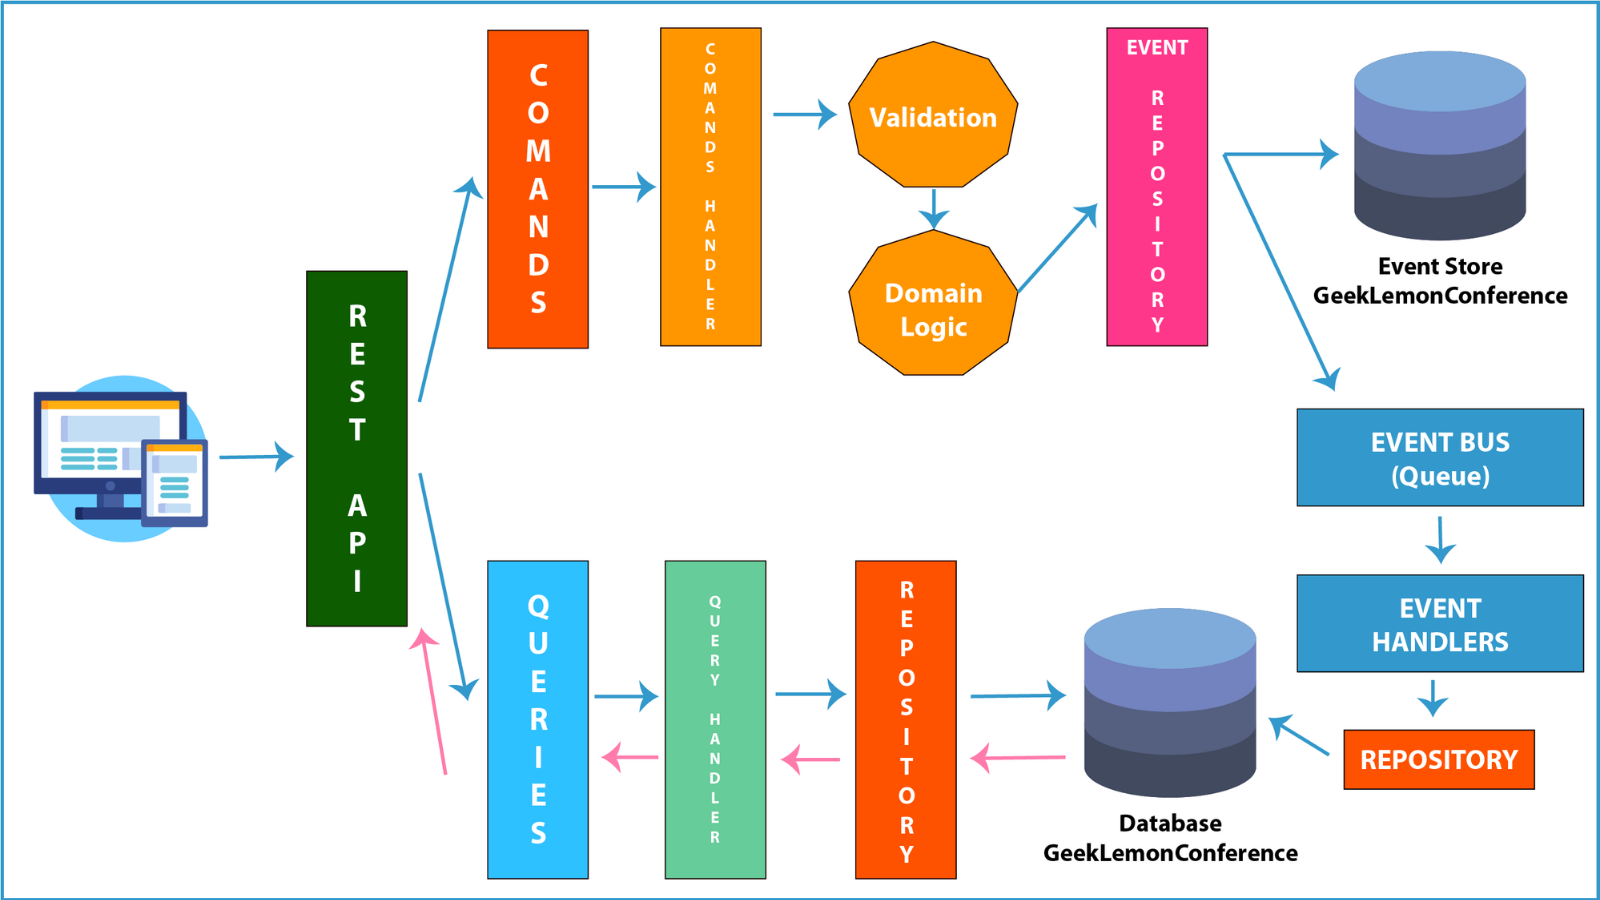 COMANDS
COMANDS HANDLER
Validation
Domain
Logic
EVENT
REPOSITORY
Event Store
GeekLemonConference
REST API
EVENT BUS
(Queue)
EVENT
HANDLERS
REPOSITORY
QUERIES
QUERY HANDLER
REPOSITORY
Database
GeekLemonConference